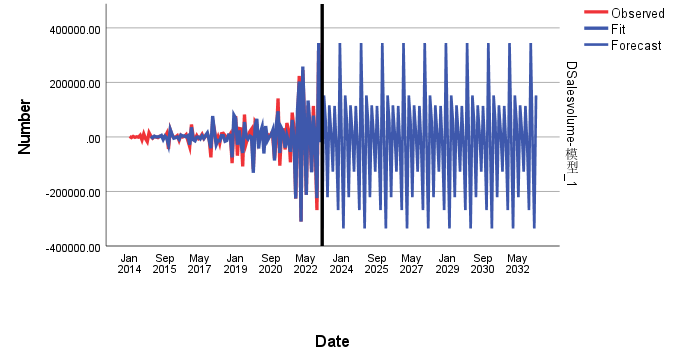 Observed
Fit
Forecast
400000.00
200000.00
.00
-200000.00
-400000.00
Number
Jan 2014
Sep 2015
May 2017
Jan 2019
Sep 2020
May 2022
Jan 2024
Sep 2025
May 2027
Jan 2029
Sep 2030
May 2032
Date
DSalesvolume-模型_1